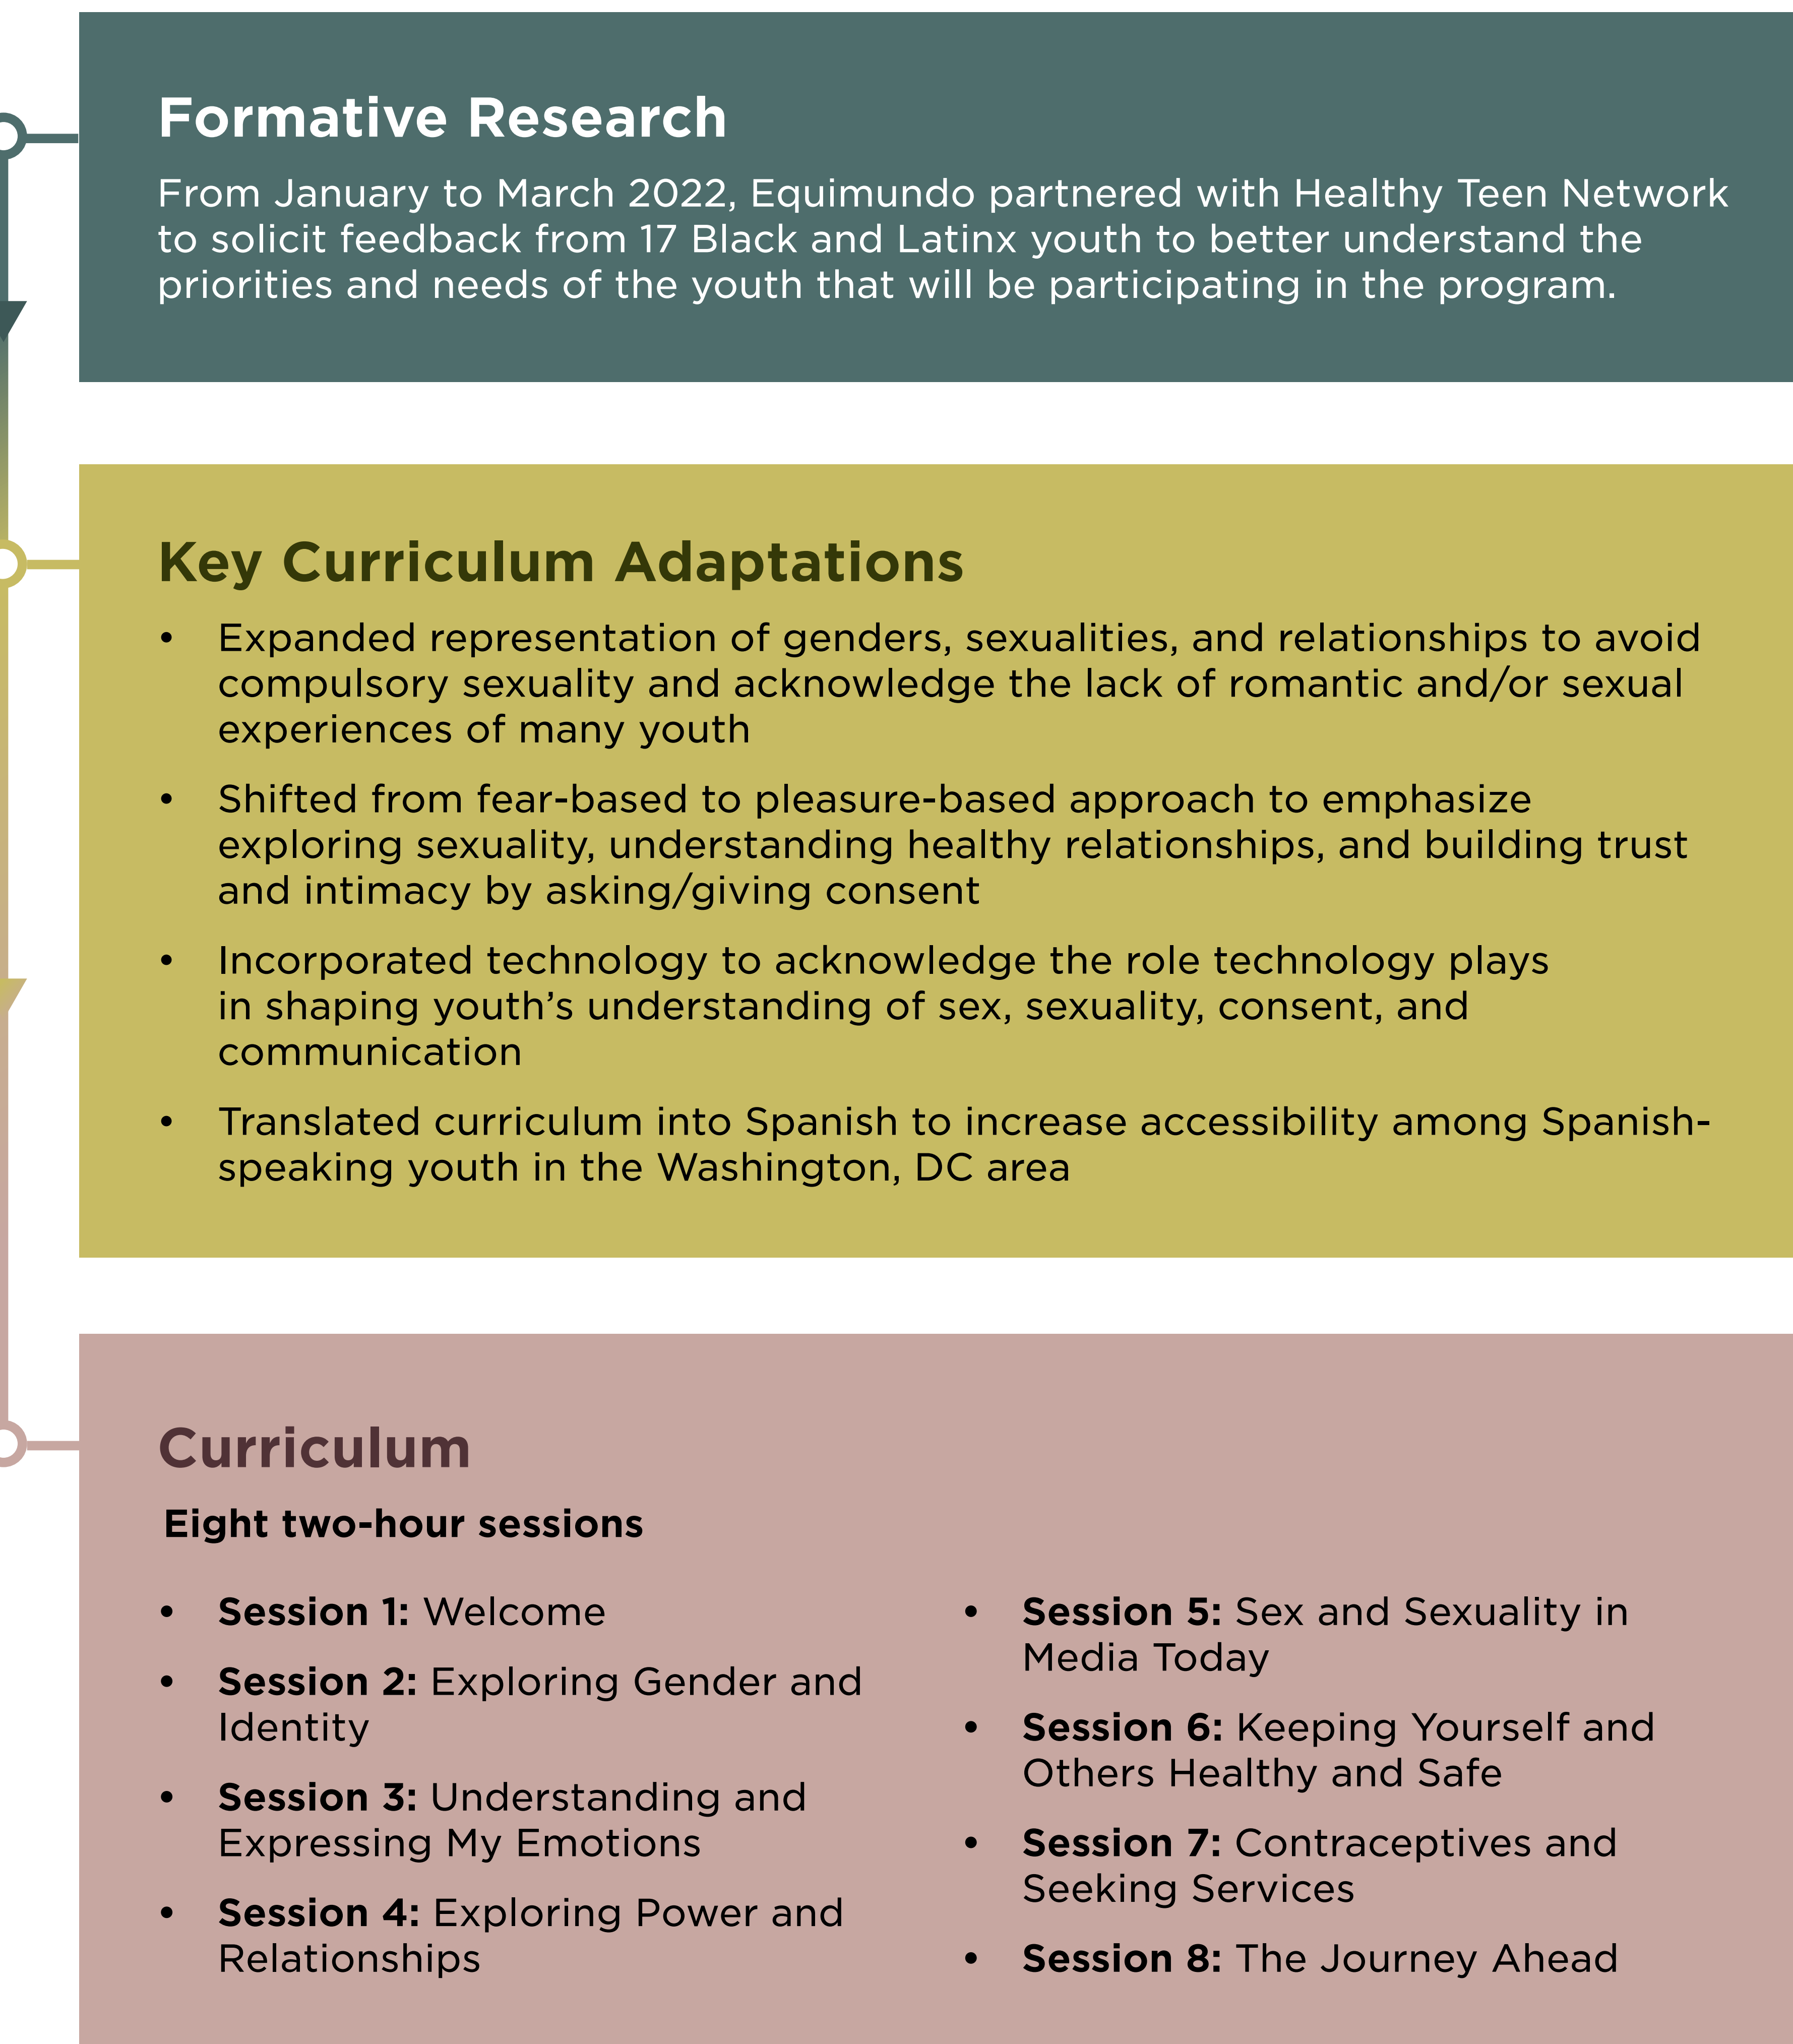 Formative Research
From January to March 2022, Equimundo partnered with Healthy Teen Network
to solicit feedback from 17 Black and Latinx youth to better understand the
priorities and needs of the youth that will be participating in the program.
Key Curriculum Adaptations
• Expanded representation of genders, sexualities, and relationships to avoid
compulsory sexuality and acknowledge the lack of romantic and/or sexual
experiences of many youth
• Shifted from fear-based to pleasure-based approach to emphasize
exploring sexuality, understanding healthy relationships, and building trust
and intimacy by asking/giving consent
• Incorporated technology to acknowledge the role technology plays
in shaping youth’s understanding of sex, sexuality, consent, and
communication
• Translated curriculum into Spanish to increase accessibility among Spanish-
speaking youth in the Washington, DC area
Curriculum
Eight two-hour sessions
• Session 1: Welcome
• Session 2: Exploring Gender and
Identity
• Session 3: Understanding and
Expressing My Emotions
• Session 4: Exploring Power and
Relationships
• Session 5: Sex and Sexuality in
Media Today
• Session 6: Keeping Yourself and
Others Healthy and Safe
• Session 7: Contraceptives and
Seeking Services
• Session 8: The Journey Ahead